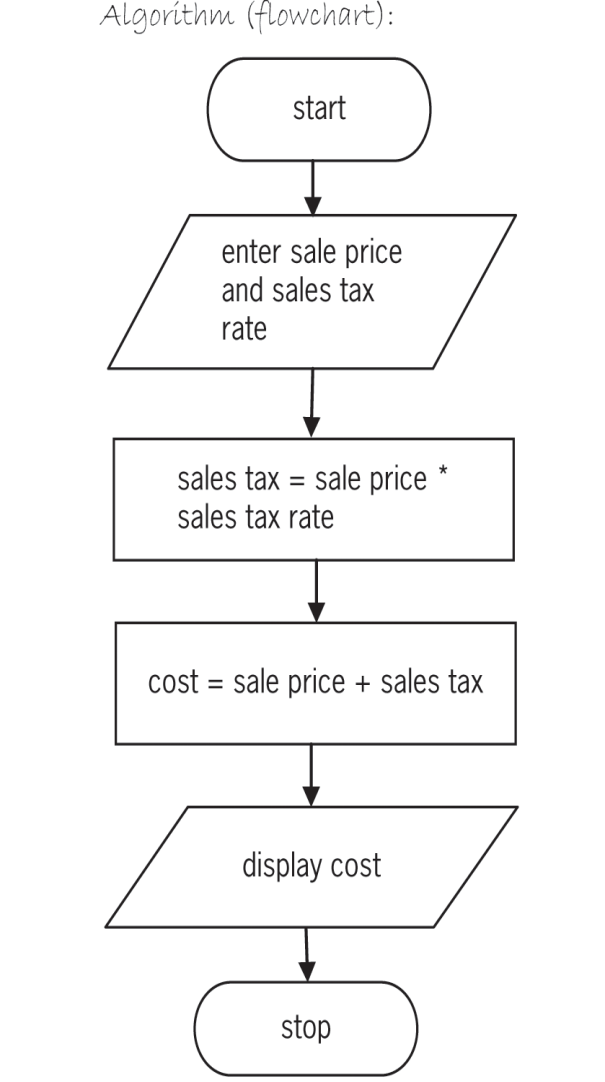 Algorithm (flowchart):
start
enter sale price
and sales tax
rate
sales tax = sale price *
sales tax rate
cost = sale price + sales tax
display cost
stop